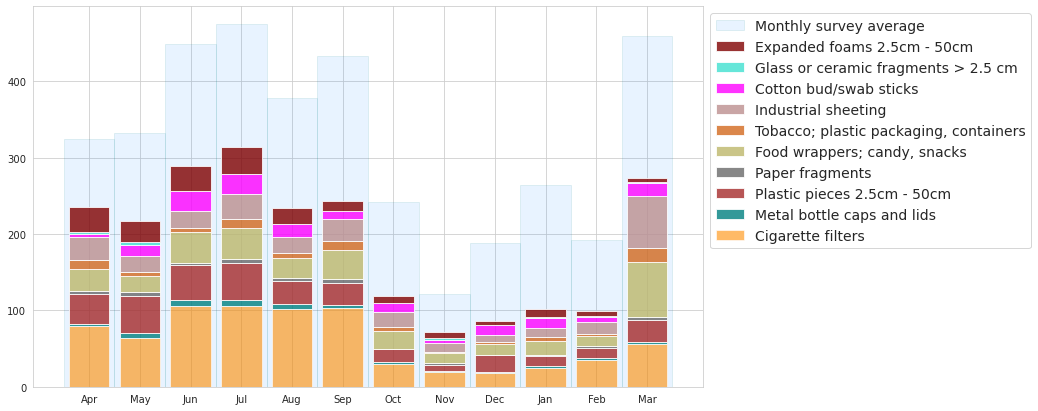 Monthly survey average
Expanded foams 2.5cm - 50cm
Glass or ceramic fragments > 2.5 cm
Cotton bud/swab sticks
Industrial sheeting
Tobacco; plastic packaging, containers
Food wrappers; candy, snacks
Paper fragments
Plastic pieces 2.5cm - 50cm
Metal bottle caps and lids
Cigarette filters
400
300
200
100
0
Apr May Jun Jul Aug Sep Oct Nov Dec Jan Feb Mar